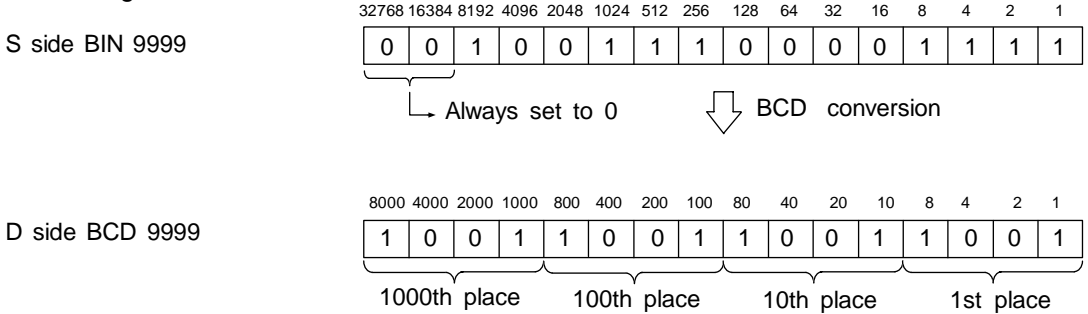 32768 16384 8192 4096 2048 1024 512 256 128 64 32 16 8 4 2 1
S side BIN 9999 0 0 1 0 0 1 1 1 0 0 0 0 1 1 1 1
Always set to 0 BCD conversion
8000 4000 2000 1000 800 400 200 100 80 40 20 10 8 4 2 1
D side BCD 9999 1 0 0 1 1 0 0 1 1 0 0 1 1 0 0 1
1000th place 100th place 10th place 1st place